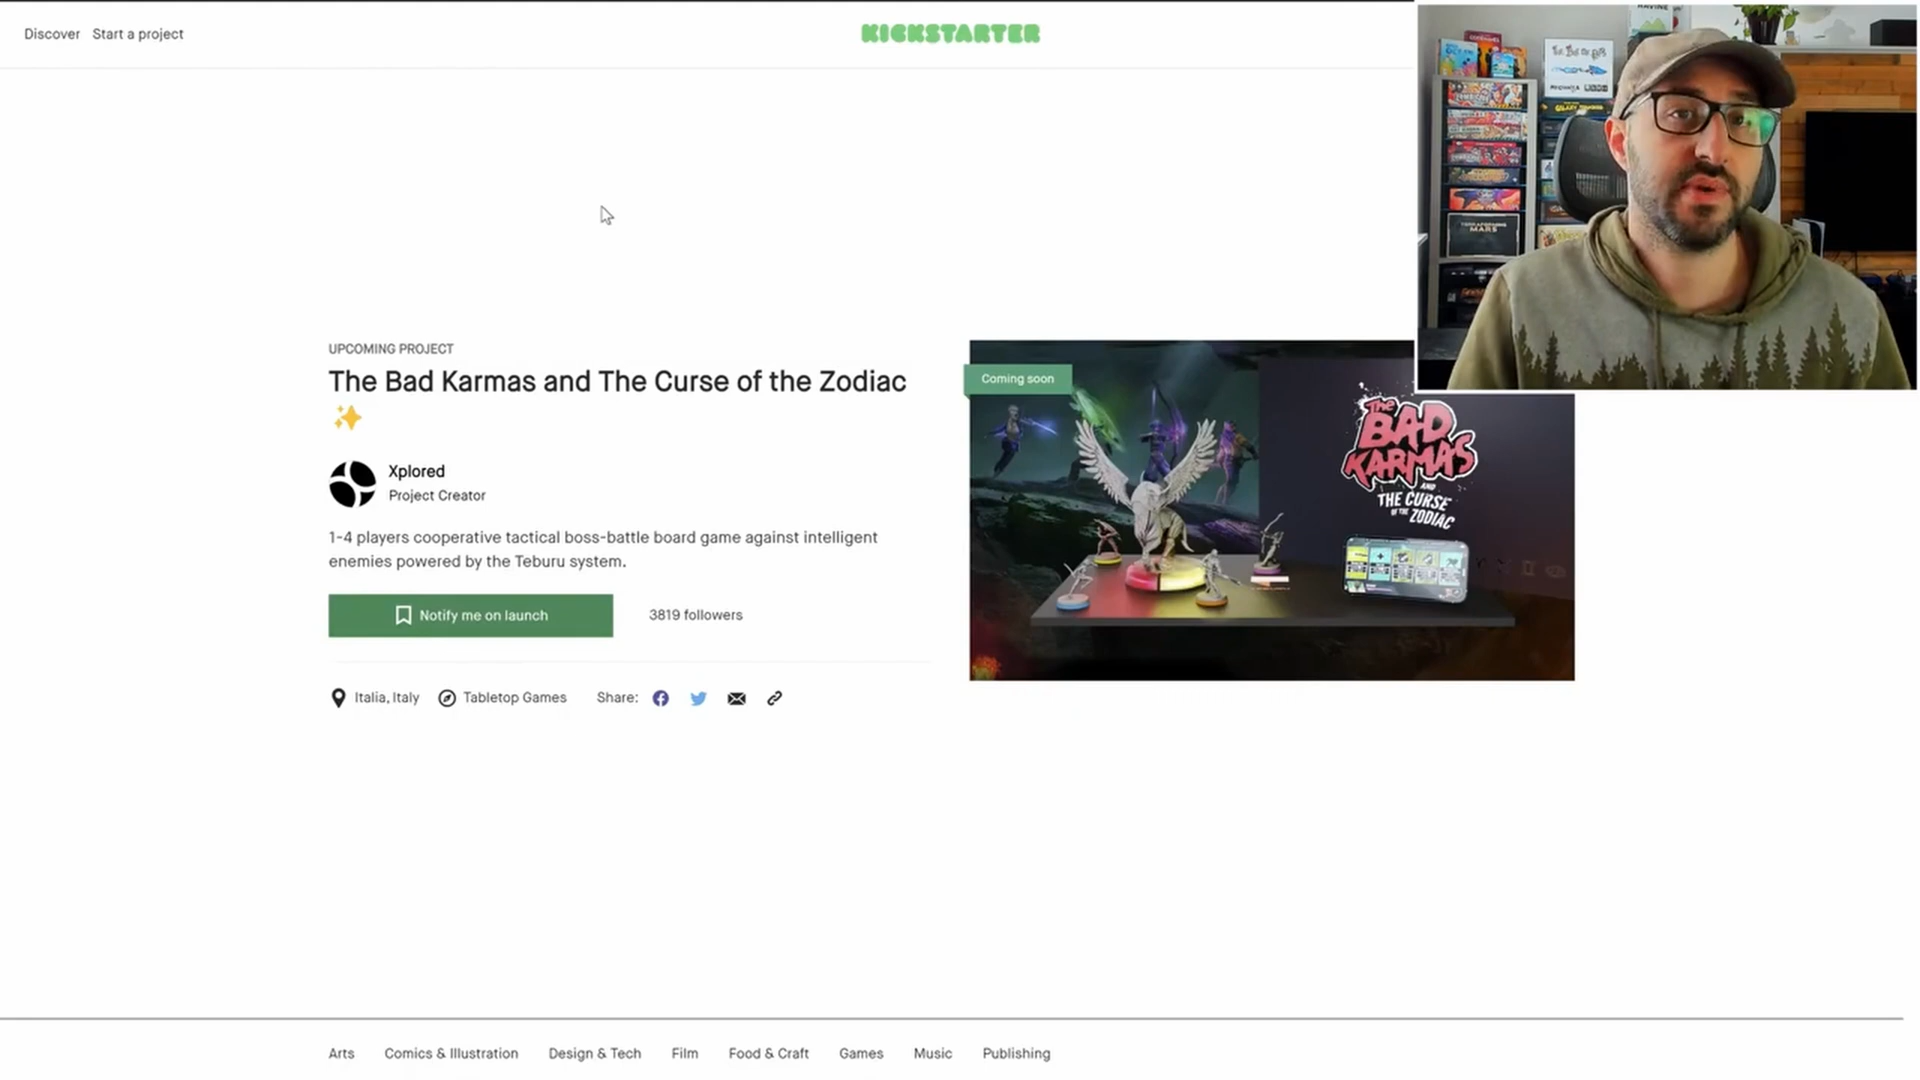 Discover Start a project
KICKSTARTER
UPCOMING PROJECT
The Bad Karmas and The Curse of the Zodiac
Xplored
Project Creator
1-4 players cooperative tactical boss-battle board game against intelligent
enemies powered by the Teburu system.
Notify me on launch
3819 followers
Italia, Italy
Tabletop Games
Share:
Coming soon
The
BAD
KARMAS
AND
THE CURSE
OF THE ZODIAC
TERRAFORMING
MARS
Arts Comics & Illustration Design & Tech Film Food & Craft Games Music Publishing